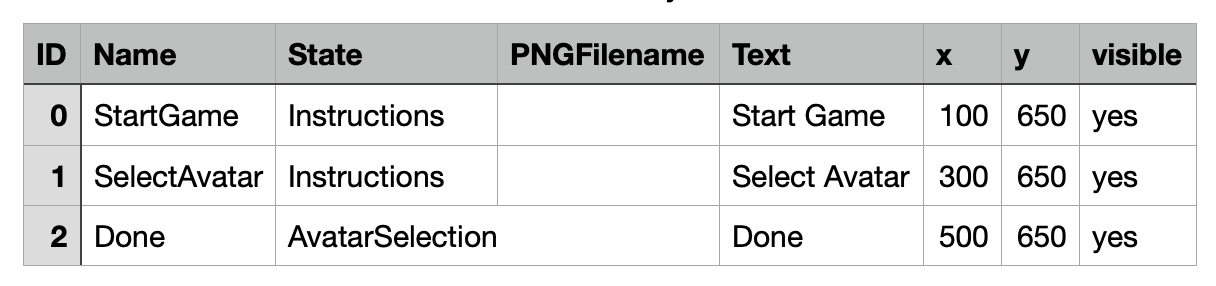 ID Name State PNGFilename Text x y visible
0 StartGame Instructions Start Game 100 650 yes
1 SelectAvatar Instructions Select Avatar 300 650 yes
2 Done AvatarSelection Done 500 650 yes